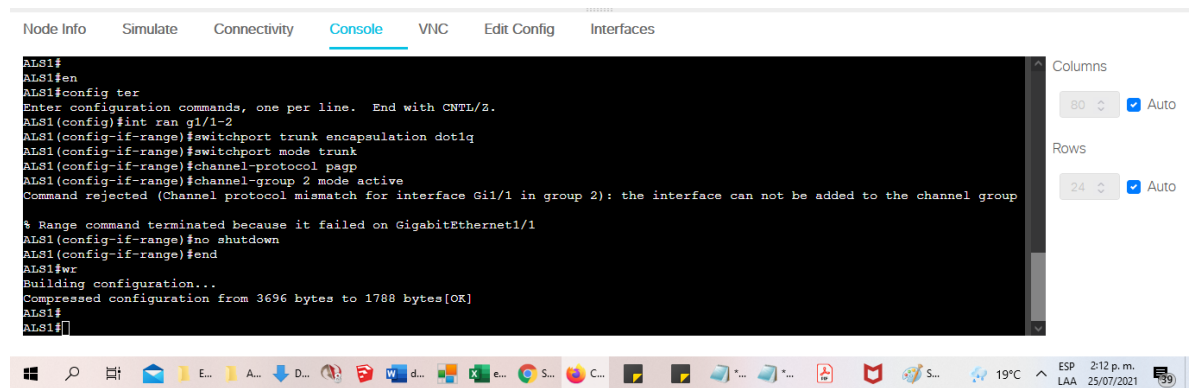 Node Info Simulate Connectivity Console VNC Edit Config Interfaces
ALS1#
ALS1#en
ALS1#config ter
Enter configuration commands, one per line.  End with CNTL/Z.
ALS1(config)#int ran g1/1-2
ALS1(config-if-range)#switchport trunk encapsulation dot1q
ALS1(config-if-range)#switchport mode trunk
ALS1(config-if-range)#channel-protocol pagp
ALS1(config-if-range)#channel-group 2 mode active
Command rejected (Channel protocol mismatch for interface Gi1/1 in group 2): the interface can not be added to the channel group
% Range command terminated because it failed on GigabitEthernet1/1
ALS1(config-if-range)#no shutdown
ALS1(config-if-range)#end
ALS1#wr
Building configuration...
Compressed configuration from 3696 bytes to 1788 bytes[OK]
ALS1#
ALS1#
Columns
80 Auto
Rows
24 Auto
E... A... D... d... e... S... C... *... *... S... 19°C ESP 2:12 p. m.
LAA 25/07/2021 39